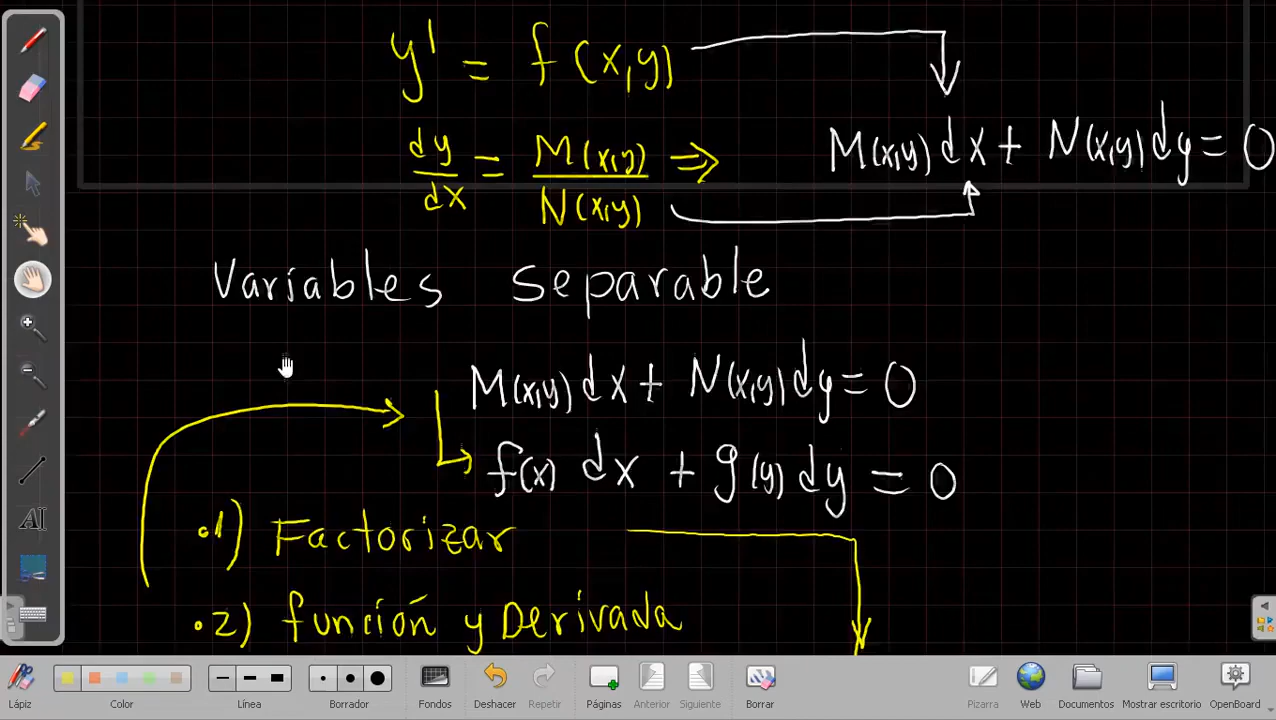 y' = f(x,y)
dy/dx = M(x,y)/N(x,y) ⇒ M(x,y)dx + N(x,y)dy = 0
Variables separable
M(x,y)dx + N(x,y)dy = 0
f(x) dx + g(y) dy = 0
.1) Factorizar
.2) función y Derivada
Lápiz Color Línea Borrador Fondos Deshacer Repetir Páginas Anterior Siguiente Borrar Pizarra Web Documentos Mostrar escritorio OpenBoard